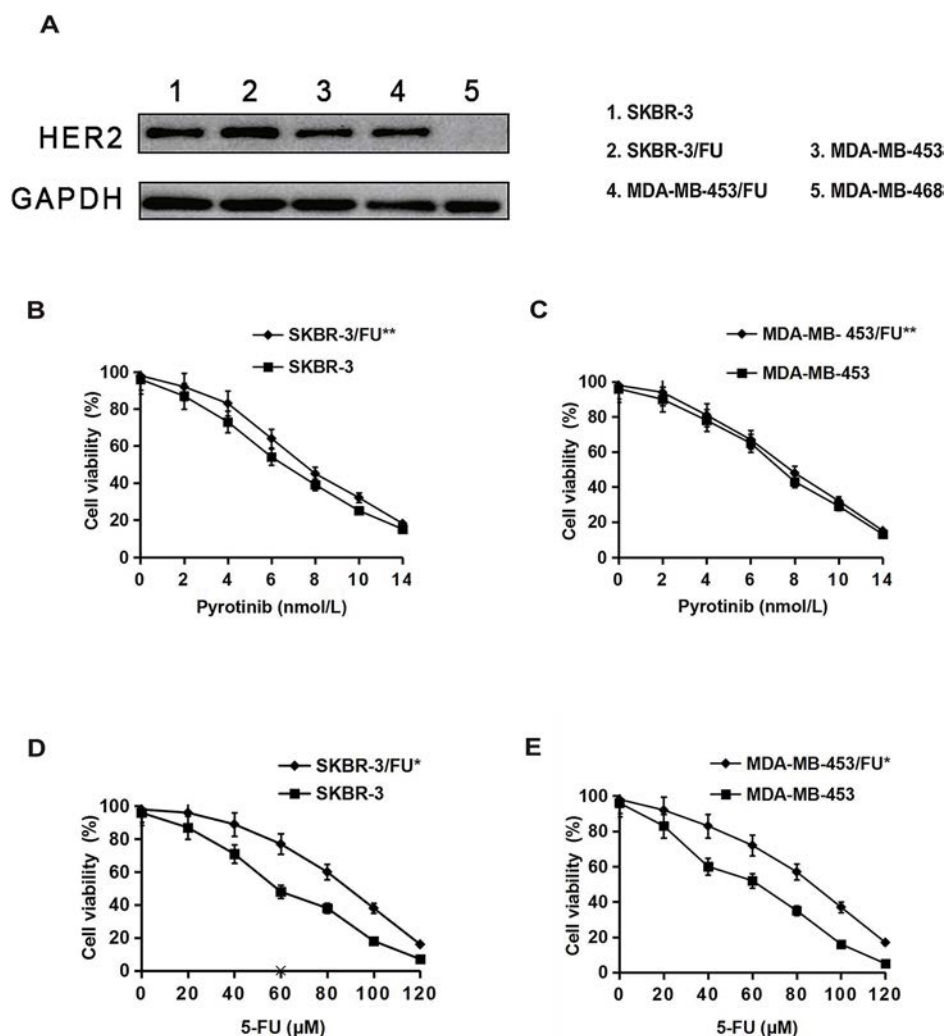 A
1 2 3 4 5
HER2
GAPDH
1. SKBR-3
2. SKBR-3/FU 3. MDA-MB-453
4. MDA-MB-453/FU 5. MDA-MB-468
B
SKBR-3/FU**
SKBR-3
Cell viability (%)
100
80
60
40
20
0
0 2 4 6 8 10 14
Pyrotinib (nmol/L)
C
MDA-MB- 453/FU**
MDA-MB-453
Cell viability (%)
100
80
60
40
20
0
0 2 4 6 8 10 14
Pyrotinib (nmol/L)
D
SKBR-3/FU*
SKBR-3
Cell viability (%)
100
80
60
40
20
0
0 20 40 60 80 100 120
5-FU (μM)
E
MDA-MB-453/FU*
MDA-MB-453
Cell viability (%)
100
80
60
40
20
0
0 20 40 60 80 100 120
5-FU (μM)